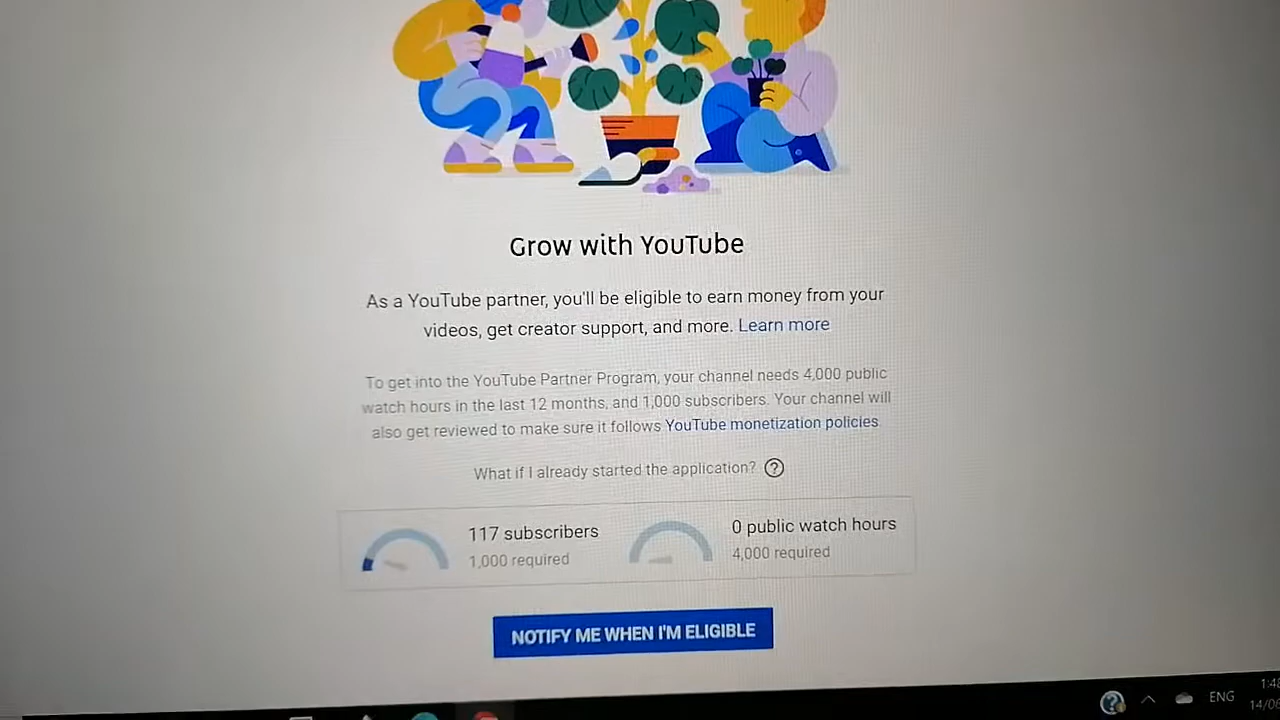 Grow with YouTube
As a YouTube partner, you'll be eligible to earn money from your
videos, get creator support, and more. Learn more
To get into the YouTube Partner Program, your channel needs 4,000 public
watch hours in the last 12 months, and 1,000 subscribers. Your channel will
also get reviewed to make sure it follows YouTube monetization policies
What if I already started the application? ?
117 subscribers
1,000 required
0 public watch hours
4,000 required
NOTIFY ME WHEN I'M ELIGIBLE
ENG